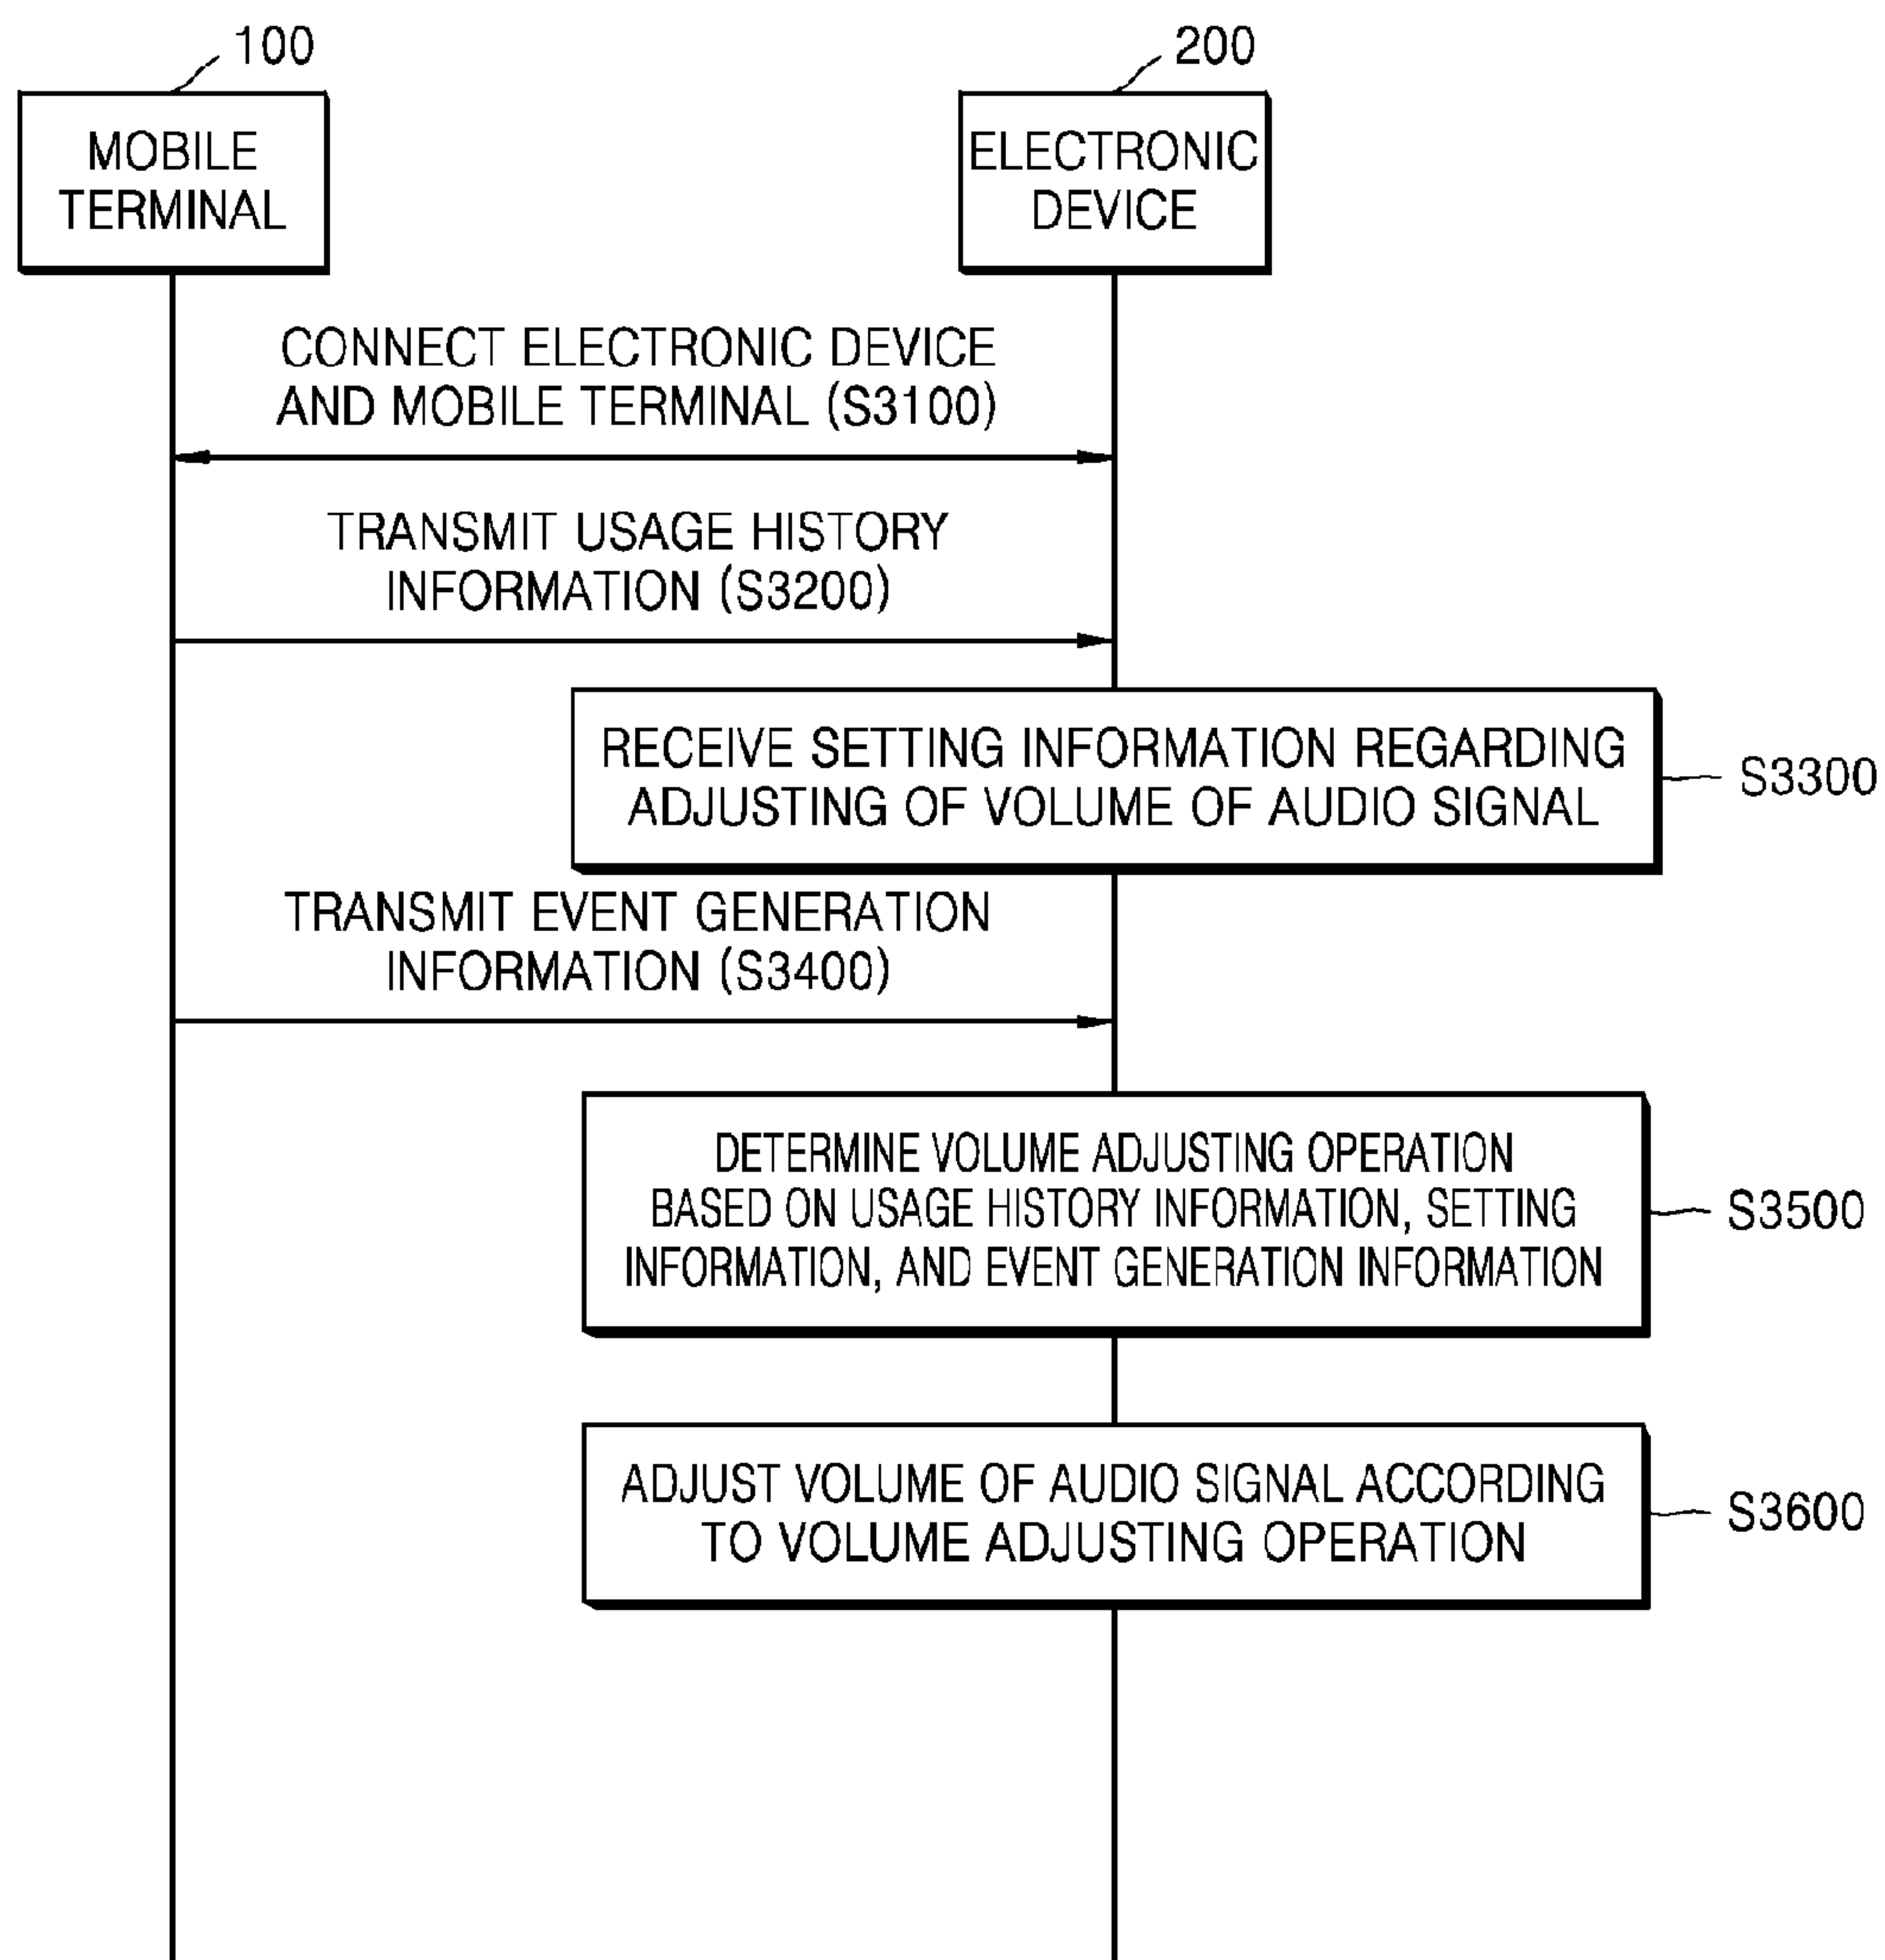 100
200
MOBILE
TERMINAL
ELECTRONIC
DEVICE
CONNECT ELECTRONIC DEVICE
AND MOBILE TERMINAL (S3100)
TRANSMIT USAGE HISTORY
INFORMATION (S3200)
RECEIVE SETTING INFORMATION REGARDING
ADJUSTING OF VOLUME OF AUDIO SIGNAL
S3300
TRANSMIT EVENT GENERATION
INFORMATION (S3400)
DETERMINE VOLUME ADJUSTING OPERATION
BASED ON USAGE HISTORY INFORMATION, SETTING
INFORMATION, AND EVENT GENERATION INFORMATION
S3500
ADJUST VOLUME OF AUDIO SIGNAL ACCORDING
TO VOLUME ADJUSTING OPERATION
S3600